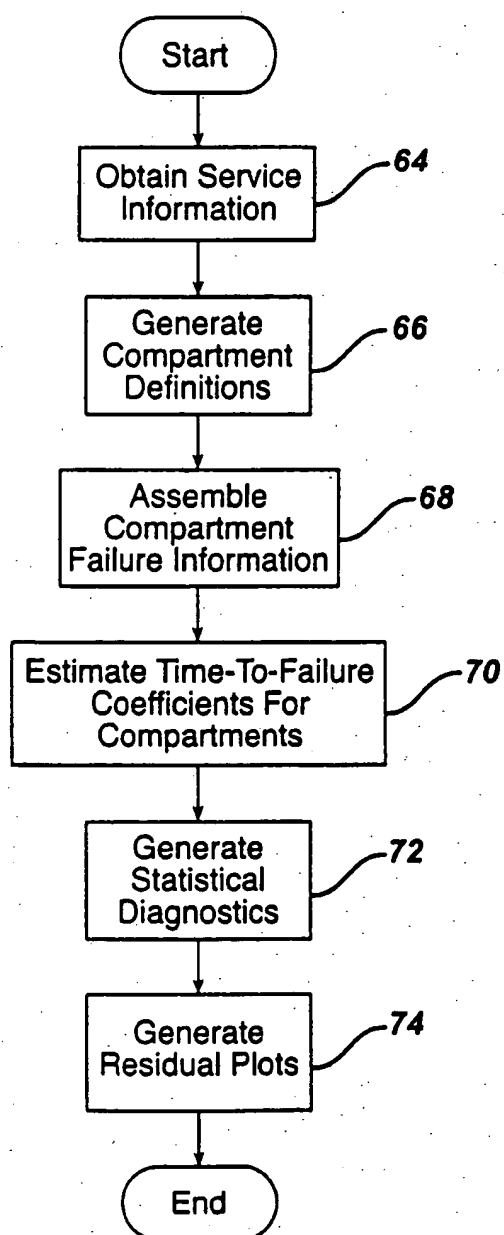 Start
Obtain Service
Information
64
Generate
Compartment
Definitions
66
Assemble
Compartment
Failure Information
68
Estimate Time-To-Failure
Coefficients For
Compartments
70
Generate
Statistical
Diagnostics
72
Generate
Residual Plots
74
End